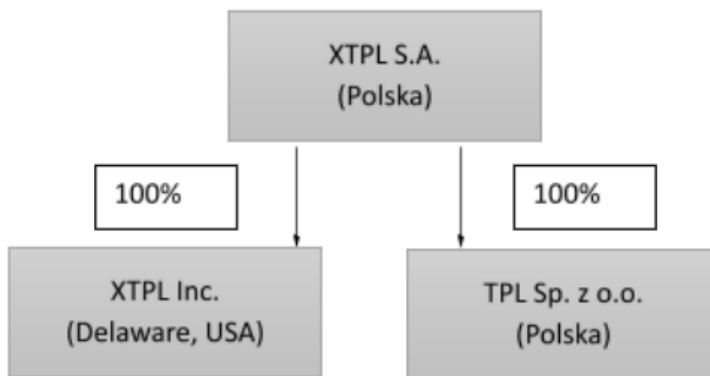 XTPL S.A.
(Polska)
100%
100%
XTPL Inc.
(Delaware, USA)
TPL Sp. z o.o.
(Polska)